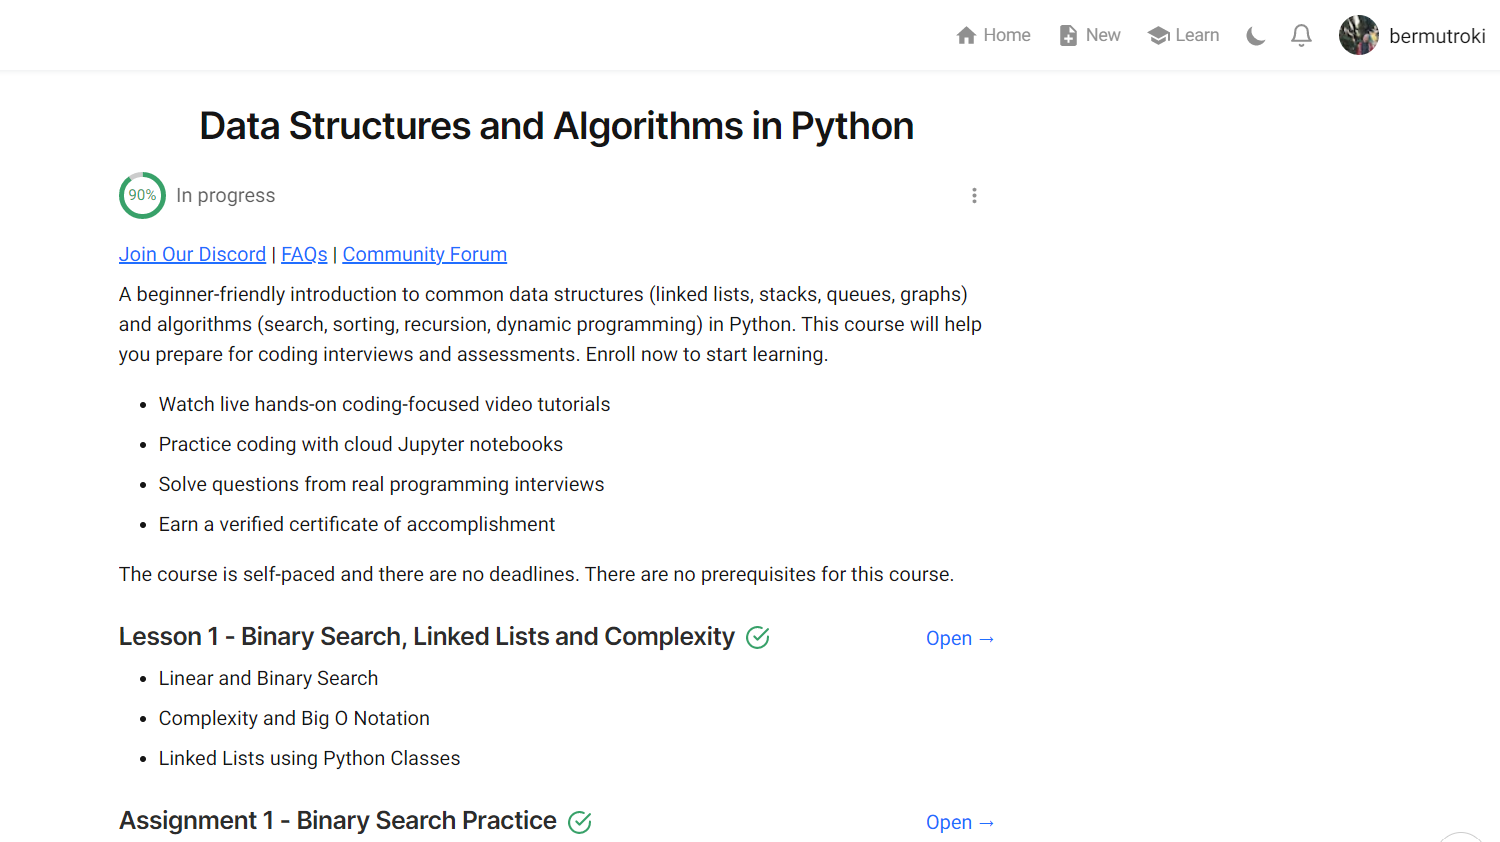 Home New Learn bermutroki
Data Structures and Algorithms in Python
90% In progress
Join Our Discord | FAQs | Community Forum
A beginner-friendly introduction to common data structures (linked lists, stacks, queues, graphs)
and algorithms (search, sorting, recursion, dynamic programming) in Python. This course will help
you prepare for coding interviews and assessments. Enroll now to start learning.
• Watch live hands-on coding-focused video tutorials
• Practice coding with cloud Jupyter notebooks
• Solve questions from real programming interviews
• Earn a verified certificate of accomplishment
The course is self-paced and there are no deadlines. There are no prerequisites for this course.
Lesson 1 - Binary Search, Linked Lists and Complexity Open →
• Linear and Binary Search
• Complexity and Big O Notation
• Linked Lists using Python Classes
Assignment 1 - Binary Search Practice Open →